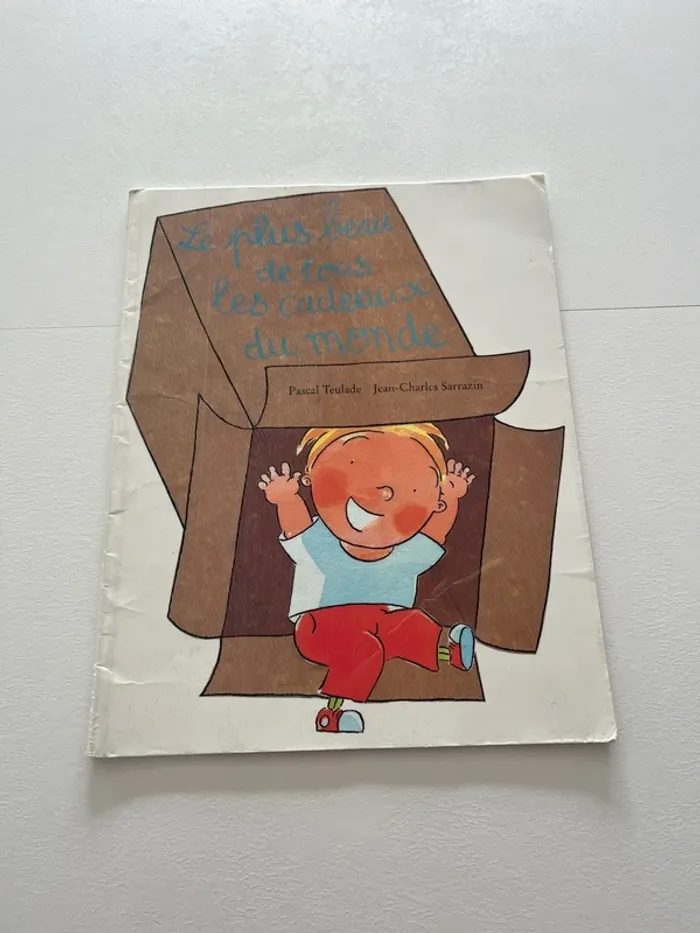 Le plus beau
de tous
les cadeaux
du monde
Pascal Teulade Jean-Charles Sarrazin